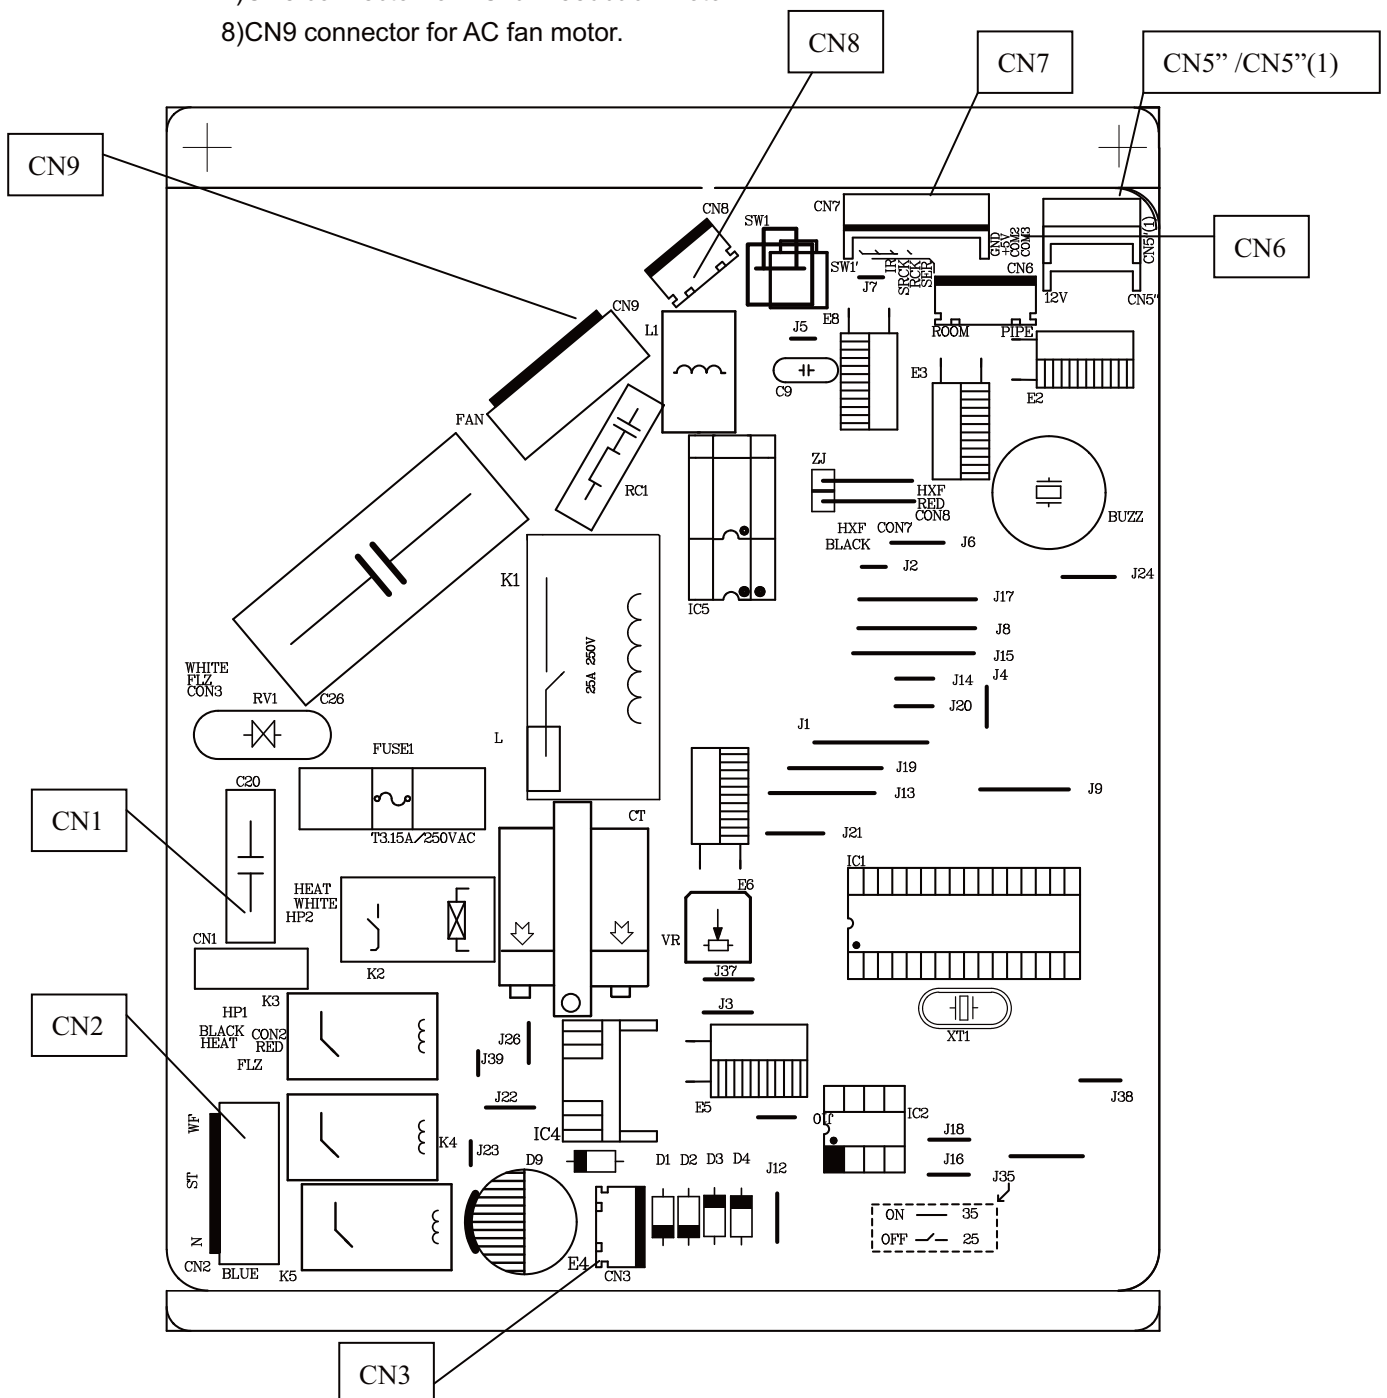 8)CN9 connector for AC fan motor.
CN8
CN7
CN5” /CN5”(1)
CN9
CN6
CN1
CN2
CN3
CN8
SW1
CN7
GND
+5V
COM2
COM3
CN5"(1)
SW1'
IR
SRCK
RCK
SER
J7
CN6
12V
CN5"
ROOM
PIPE
CN9
L1
J5
E8
C9
E3
E2
FAN
RC1
ZJ
HXF
RED
CON8
HXF
CON7
BLACK
BUZZ
J6
J2
J24
K1
IC5
J17
J8
J15
J14
J4
J20
25A 250V
WHITE
FLZ
CON3
RV1
C26
L
J1
FUSE1
J19
C20
J13
J9
CT
T3.15A/250VAC
J21
IC1
HEAT
WHITE
HP2
E6
VR
CN1
K2
J37
K3
HP1
BLACK
HEAT
CON2
RED
FLZ
J3
J26
XT1
J39
J22
E5
J38
WF
K4
IC4
J10
IC2
J18
J23
D9
D1
D2
D3
D4
J12
J16
J35
ST
ON
35
OFF
25
N
CN2
BLUE
K5
E4
CN3